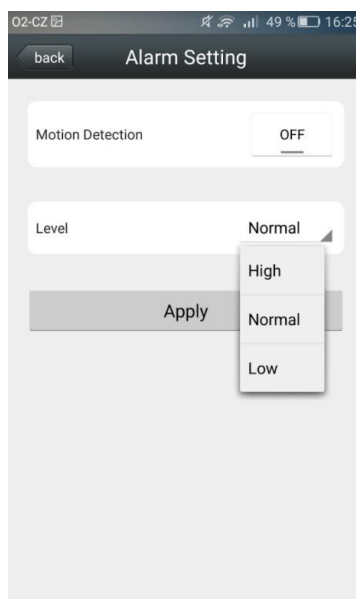 O2-CZ 49 % 16:25
back Alarm Setting
Motion Detection OFF
Level Normal
High
Apply
Normal
Low